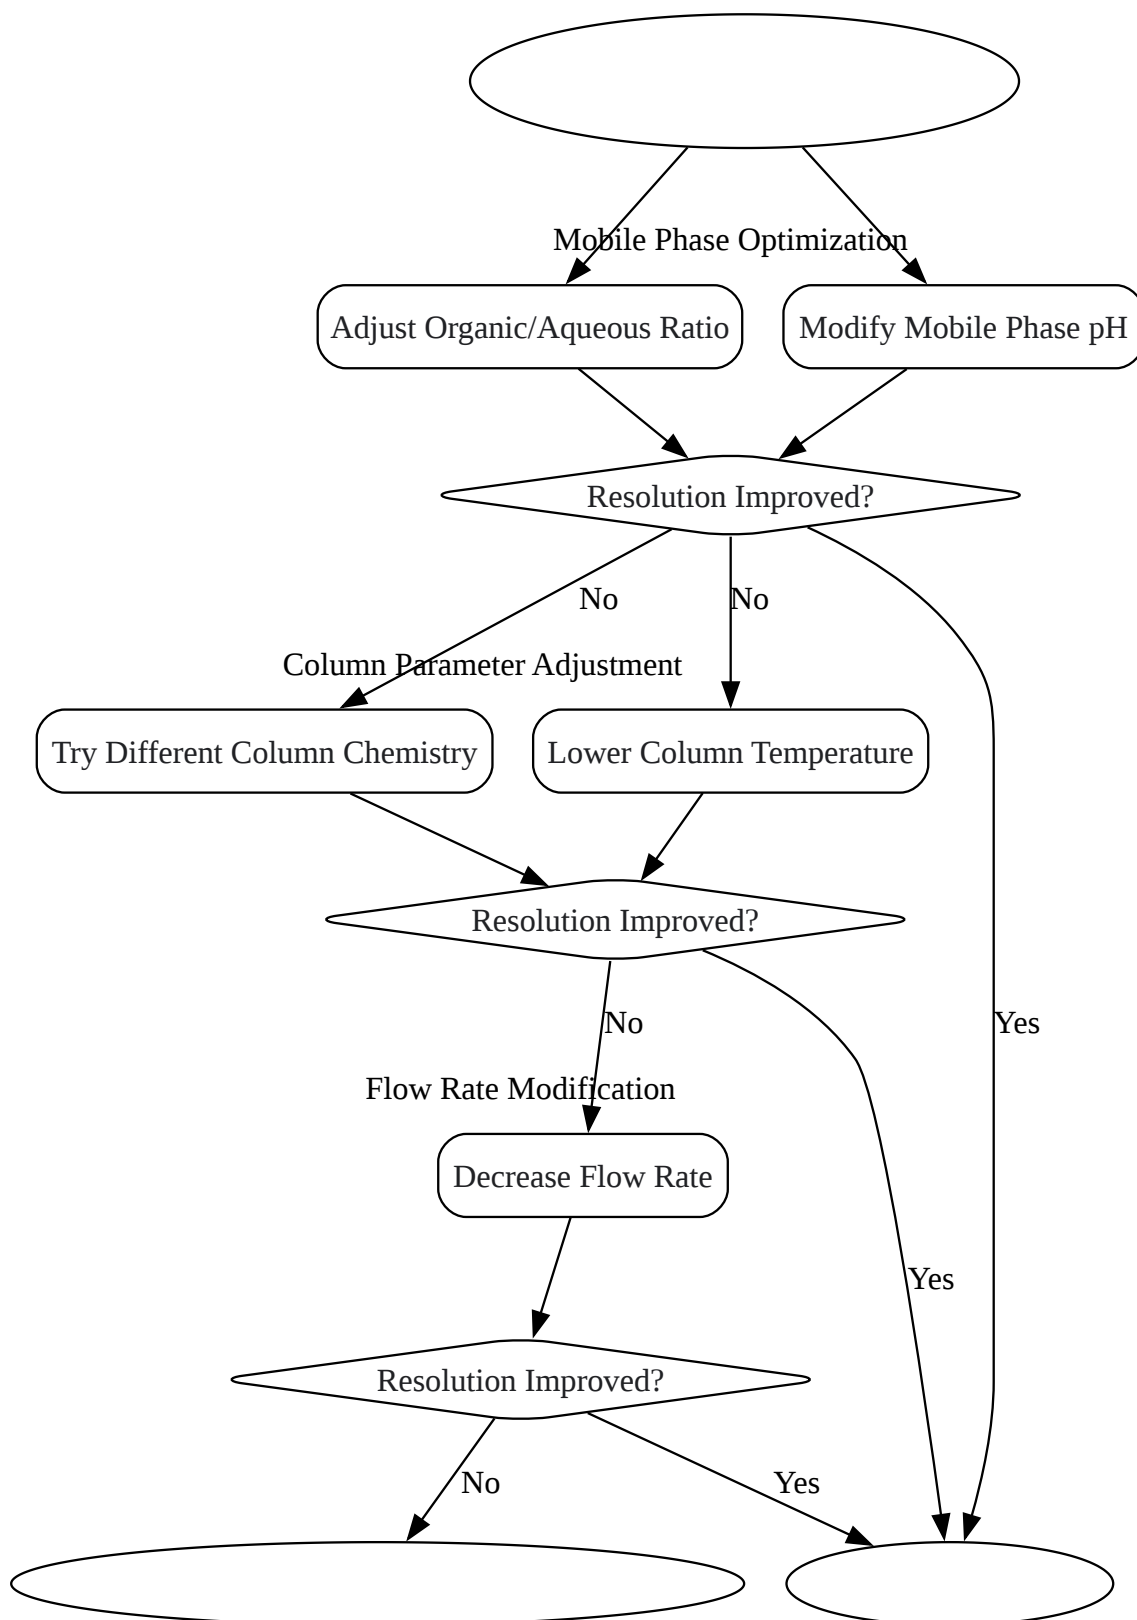 Mobile Phase Optimization
Adjust Organic/Aqueous Ratio
Modify Mobile Phase pH
Resolution Improved?
No
No
Column Parameter Adjustment
Try Different Column Chemistry
Lower Column Temperature
Resolution Improved?
No
Yes
Flow Rate Modification
Decrease Flow Rate
Yes
Resolution Improved?
No
Yes